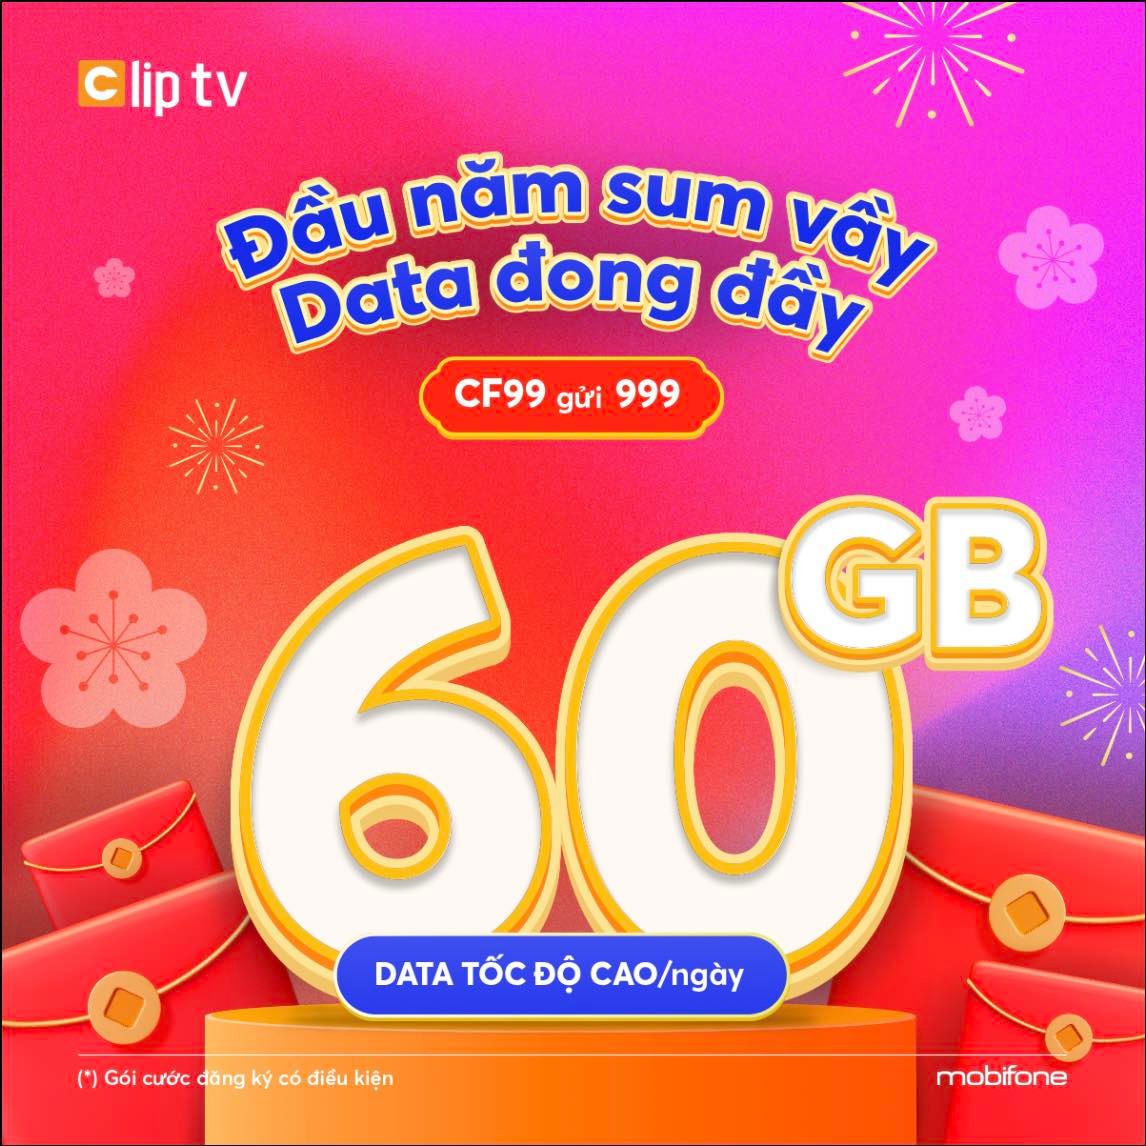 Clip tv
Đầu năm sum vầy
Data đong đầy
CF99 gửi 999
60GB
DATA TỐC ĐỘ CAO/ngày
(*) Gói cước đăng ký có điều kiện
mobifone